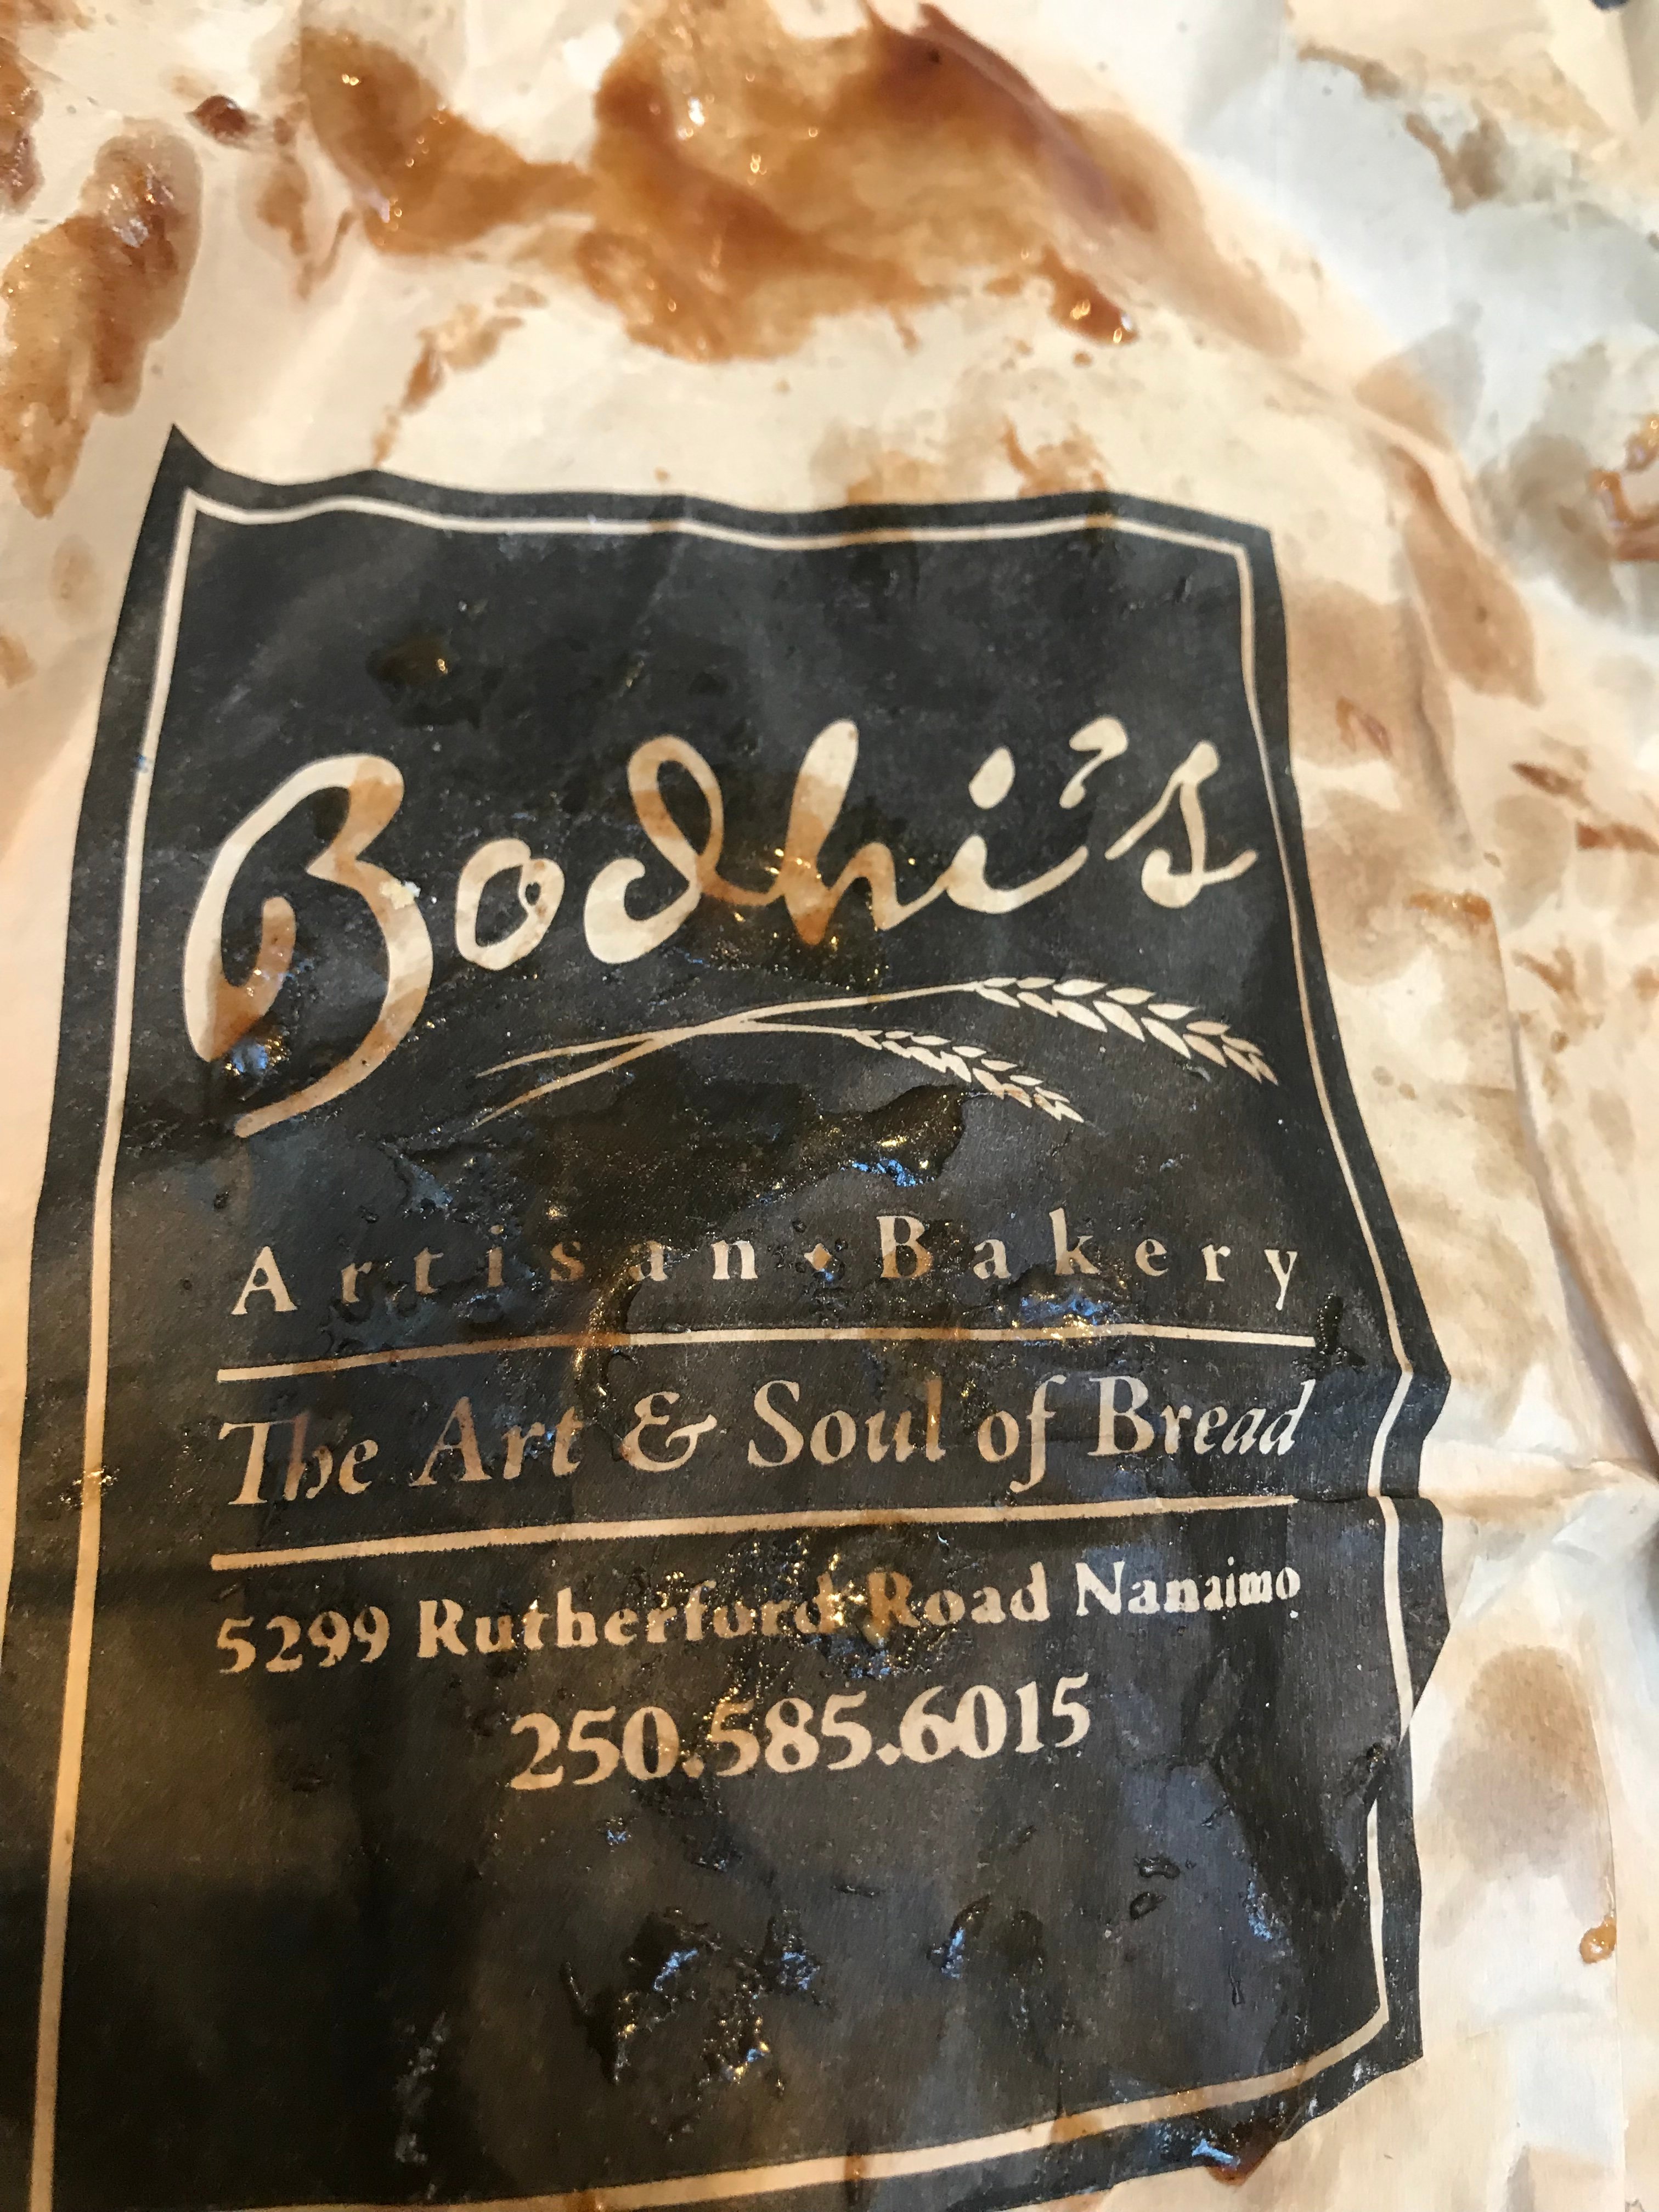 Bodhi's
Artisan • Bakery
The Art & Soul of Bread
5299 Rutherford Road Nanaimo
250.585.6015